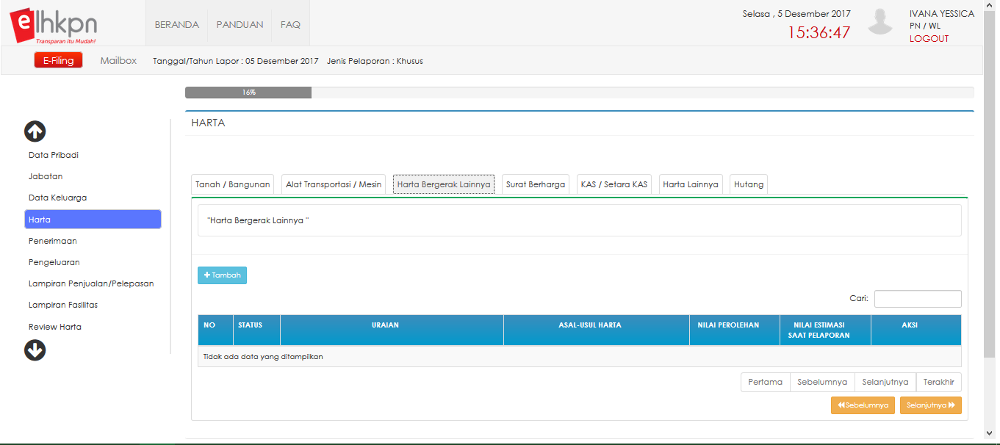 elhkpn
Transparan itu Mudah!
BERANDA PANDUAN FAQ
Selasa , 5 Desember 2017
15:36:47
IVANA YESSICA
PN / WL
LOGOUT
E-Filing Mailbox Tanggal/Tahun Lapor : 05 Desember 2017 Jenis Pelaporan : Khusus
16%
Data Pribadi
Jabatan
Data Keluarga
Harta
Penerimaan
Pengeluaran
Lampiran Penjualan/Pelepasan
Lampiran Fasilitas
Review Harta
HARTA
Tanah / Bangunan Alat Transportasi / Mesin Harta Bergerak Lainnya Surat Berharga KAS / Setara KAS Harta Lainnya Hutang
"Harta Bergerak Lainnya "
+ Tambah
Cari:
NO STATUS URAIAN ASAL-USUL HARTA NILAI PEROLEHAN NILAI ESTIMASI SAAT PELAPORAN AKSI
Tidak ada data yang ditampilkan
Pertama Sebelumnya Selanjutnya Terakhir
Sebelumnya Selanjutnya